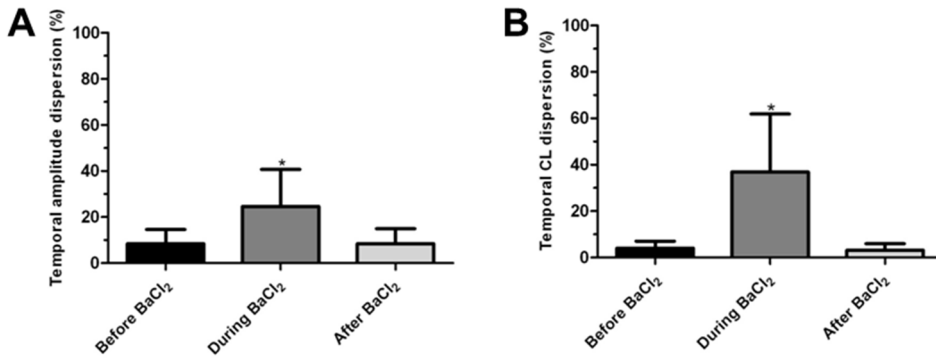 A
Temporal amplitude dispersion (%)
100
80
60
40
20
0
*
Before BaCl₂
During BaCl₂
After BaCl₂
B
Temporal CL dispersion (%)
100
80
60
40
20
0
*
Before BaCl₂
During BaCl₂
After BaCl₂